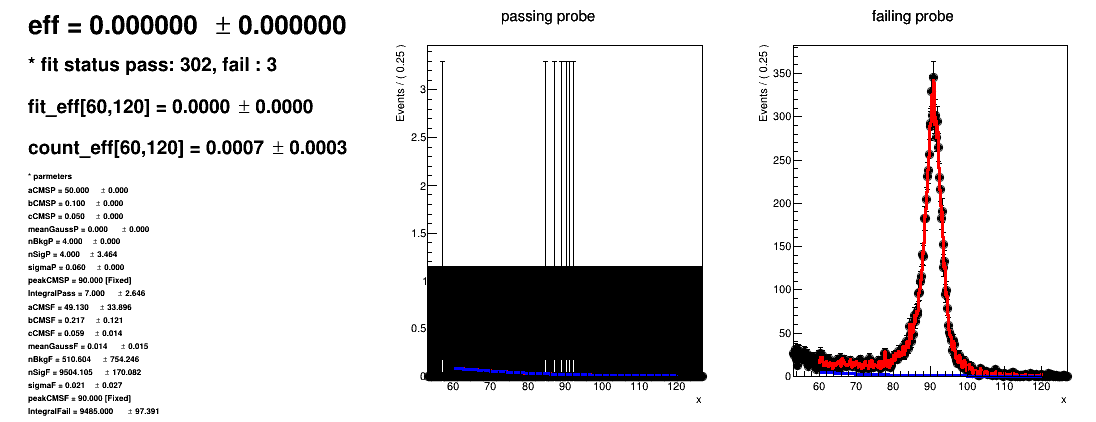 eff = 0.000000 ± 0.000000
* fit status pass: 302, fail : 3
fit_eff[60,120] = 0.0000 ± 0.0000
count_eff[60,120] = 0.0007 ± 0.0003
* parmeters
aCMSP = 50.000 ± 0.000
bCMSP = 0.100 ± 0.000
cCMSP = 0.050 ± 0.000
meanGaussP = 0.000 ± 0.000
nBkgP = 4.000 ± 0.000
nSigP = 4.000 ± 3.464
sigmaP = 0.060 ± 0.000
peakCMSP = 90.000 [Fixed]
IntegralPass = 7.000 ± 2.646
aCMSF = 49.130 ± 33.896
bCMSF = 0.217 ± 0.121
cCMSF = 0.059 ± 0.014
meanGaussF = 0.014 ± 0.015
nBkgF = 510.604 ± 754.246
nSigF = 9504.105 ± 170.082
sigmaF = 0.021 ± 0.027
peakCMSF = 90.000 [Fixed]
IntegralFail = 9485.000 ± 97.391
passing probe
Events / ( 0.25 )
3
2.5
2
1.5
1
0.5
0
60 70 80 90 100 110 120
x
failing probe
Events / ( 0.25 )
350
300
250
200
150
100
50
0
60 70 80 90 100 110 120
x